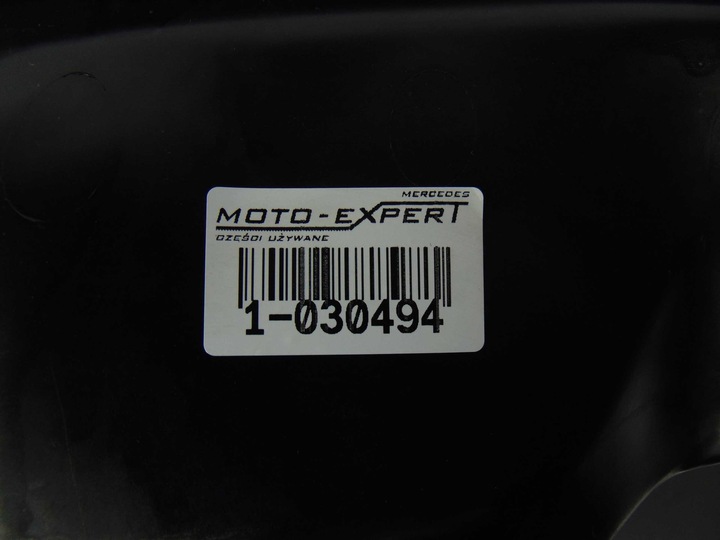 MERCEDES
MOTO-EXPERT
CZĘŚCI UŻYWANE
1-030494